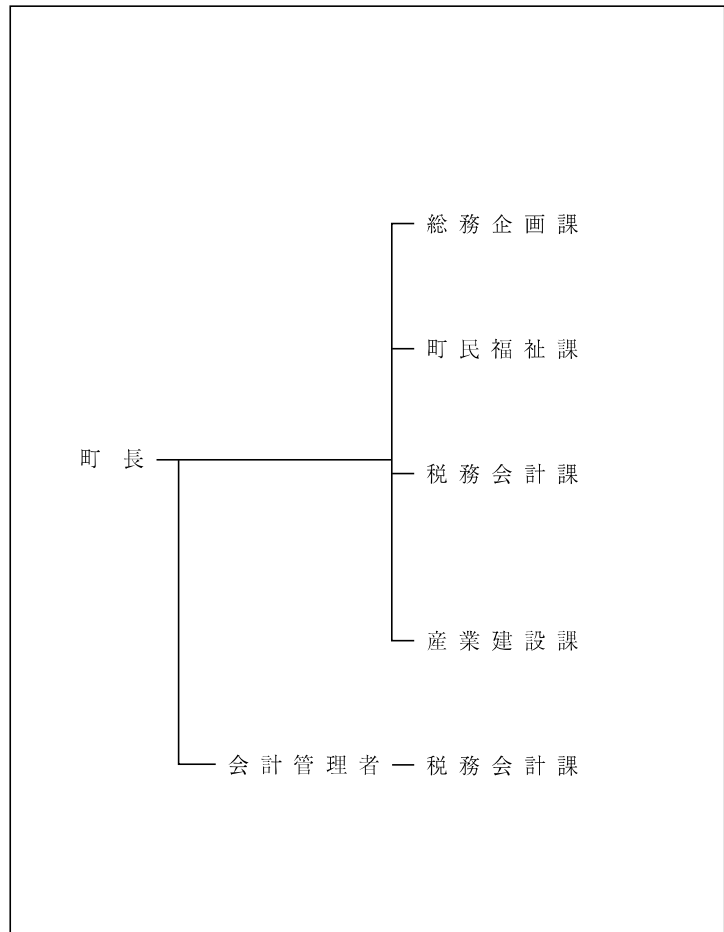 総務企画課
町民福祉課
町長
税務会計課
産業建設課
会計管理者
税務会計課